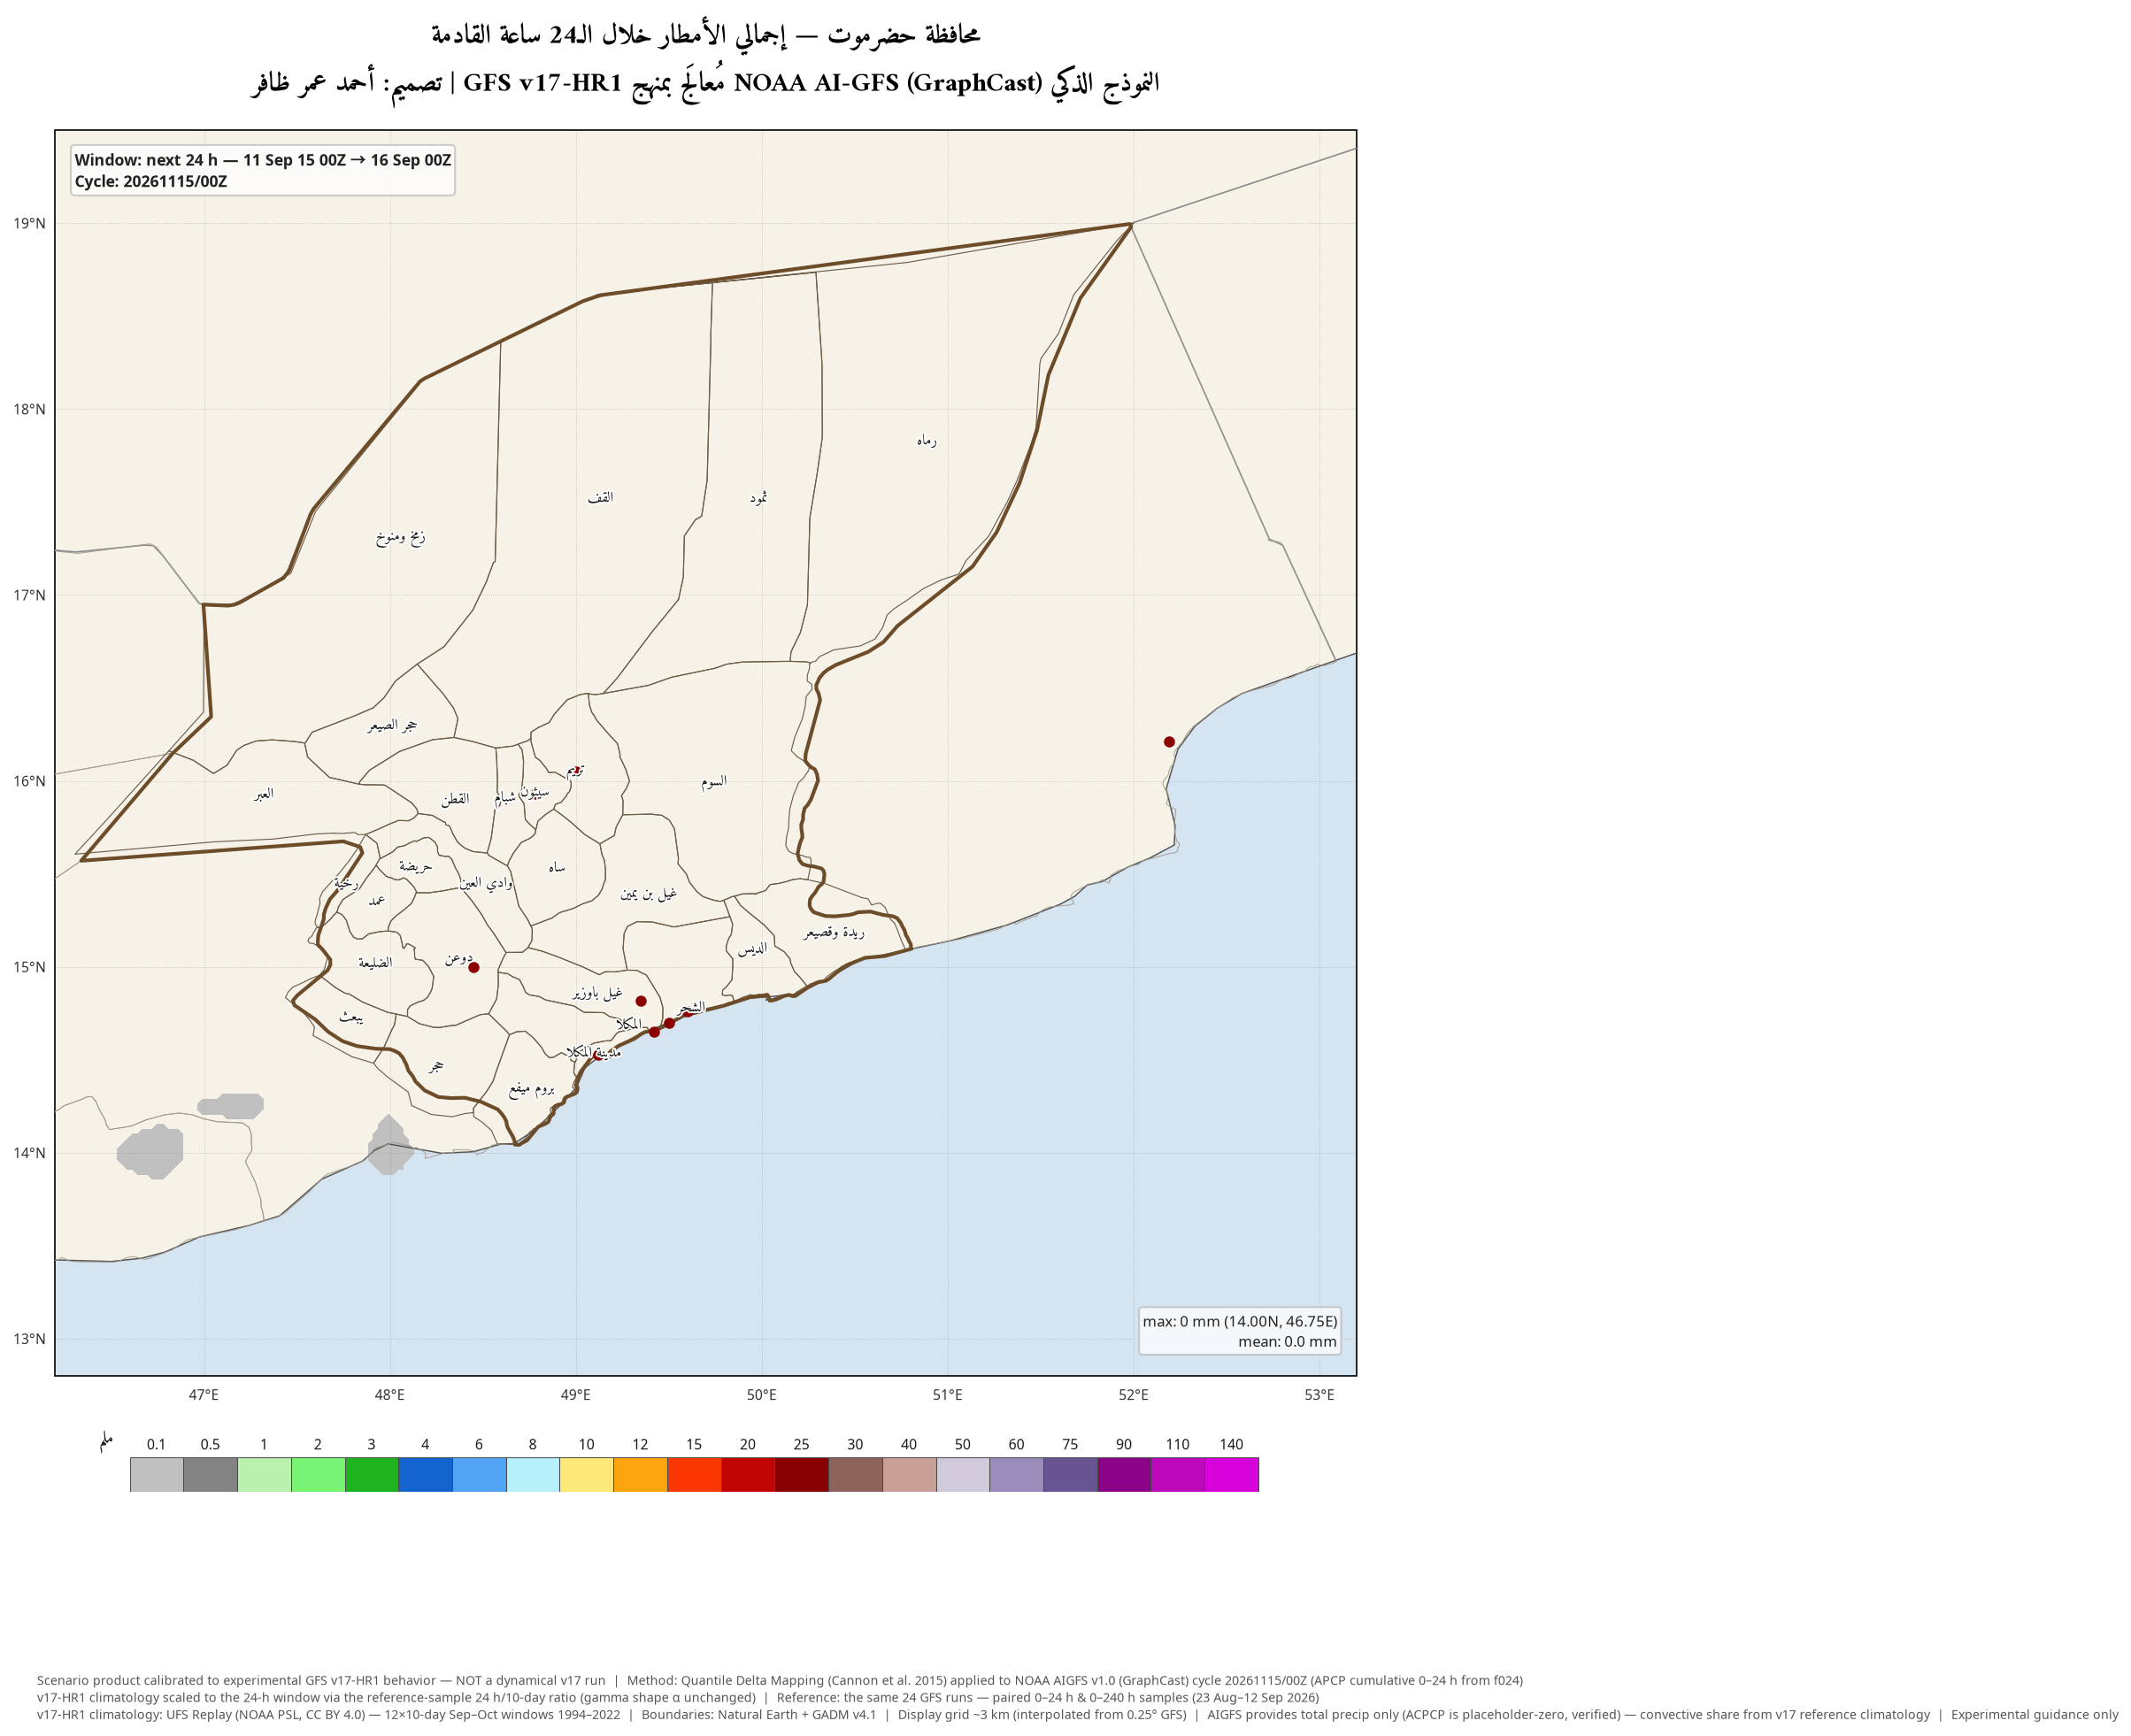 محافظة حضرموت — إجمالي الأمطار خلال الـ24 ساعة القادمة
النموذج الذكي NOAA AI-GFS (GraphCast) مُعالَج بمنهج GFS v17-HR1 | تصميم: أحمد عمر ظافر
Window: next 24 h — 11 Sep 15 00Z → 16 Sep 00Z
Cycle: 20261115/00Z
19°N
18°N
رماه
القف
ثمود
زمخ ومنوخ
17°N
حجر الصيعر
16°N
تريم
السوم
العبر
القطن
شبام
سيئون
حريضة
ساه
رخية
وادي العين
عمد
غيل بن يمين
ريدة وقصيعر
الديس
15°N
الضليعة
دوعن
غيل باوزير
الشحر
يبعث
المكلا
مدينة المكلا
حجر
بروم ميفع
14°N
13°N
max: 0 mm (14.00N, 46.75E)
mean: 0.0 mm
47°E 48°E 49°E 50°E 51°E 52°E 53°E
ملم 0.1 0.5 1 2 3 4 6 8 10 12 15 20 25 30 40 50 60 75 90 110 140
Scenario product calibrated to experimental GFS v17-HR1 behavior — NOT a dynamical v17 run | Method: Quantile Delta Mapping (Cannon et al. 2015) applied to NOAA AIGFS v1.0 (GraphCast) cycle 20261115/00Z (APCP cumulative 0–24 h from f024)
v17-HR1 climatology scaled to the 24-h window via the reference-sample 24 h/10-day ratio (gamma shape α unchanged) | Reference: the same 24 GFS runs — paired 0–24 h & 0–240 h samples (23 Aug–12 Sep 2026)
v17-HR1 climatology: UFS Replay (NOAA PSL, CC BY 4.0) — 12×10-day Sep–Oct windows 1994–2022 | Boundaries: Natural Earth + GADM v4.1 | Display grid ~3 km (interpolated from 0.25° GFS) | AIGFS provides total precip only (ACPCP is placeholder-zero, verified) — convective share from v17 reference climatology | Experimental guidance only